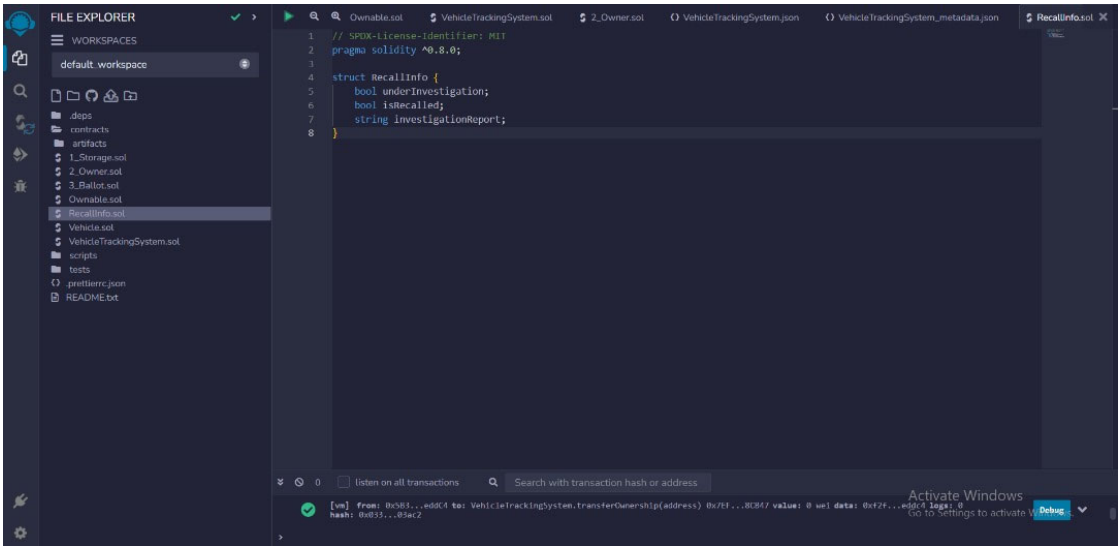 FILE EXPLORER
WORKSPACES
default_workspace
.deps
contracts
artifacts
1_Storage.sol
2_Owner.sol
3_Ballot.sol
Ownable.sol
RecallInfo.sol
Vehicle.sol
VehicleTrackingSystem.sol
scripts
tests
.prettierrc.json
README.txt
Ownable.sol VehicleTrackingSystem.sol 2_Owner.sol VehicleTrackingSystem.json VehicleTrackingSystem_metadata.json RecallInfo.sol
1 // SPDX-License-Identifier: MIT
2 pragma solidity ^0.8.0;
3
4 struct RecallInfo {
5 bool underInvestigation;
6 bool isRecalled;
7 string investigationReport;
8 }
0 listen on all transactions Search with transaction hash or address
[vm] from: 0x5B3...eddC4 to: VehicleTrackingSystem.transferOwnership(address) value: 0 wei data: 0xf2f...eddc4 logs: 0
hash: 0x033...03ac2
Debug
Activate Windows
Go to Settings to activate Windows.